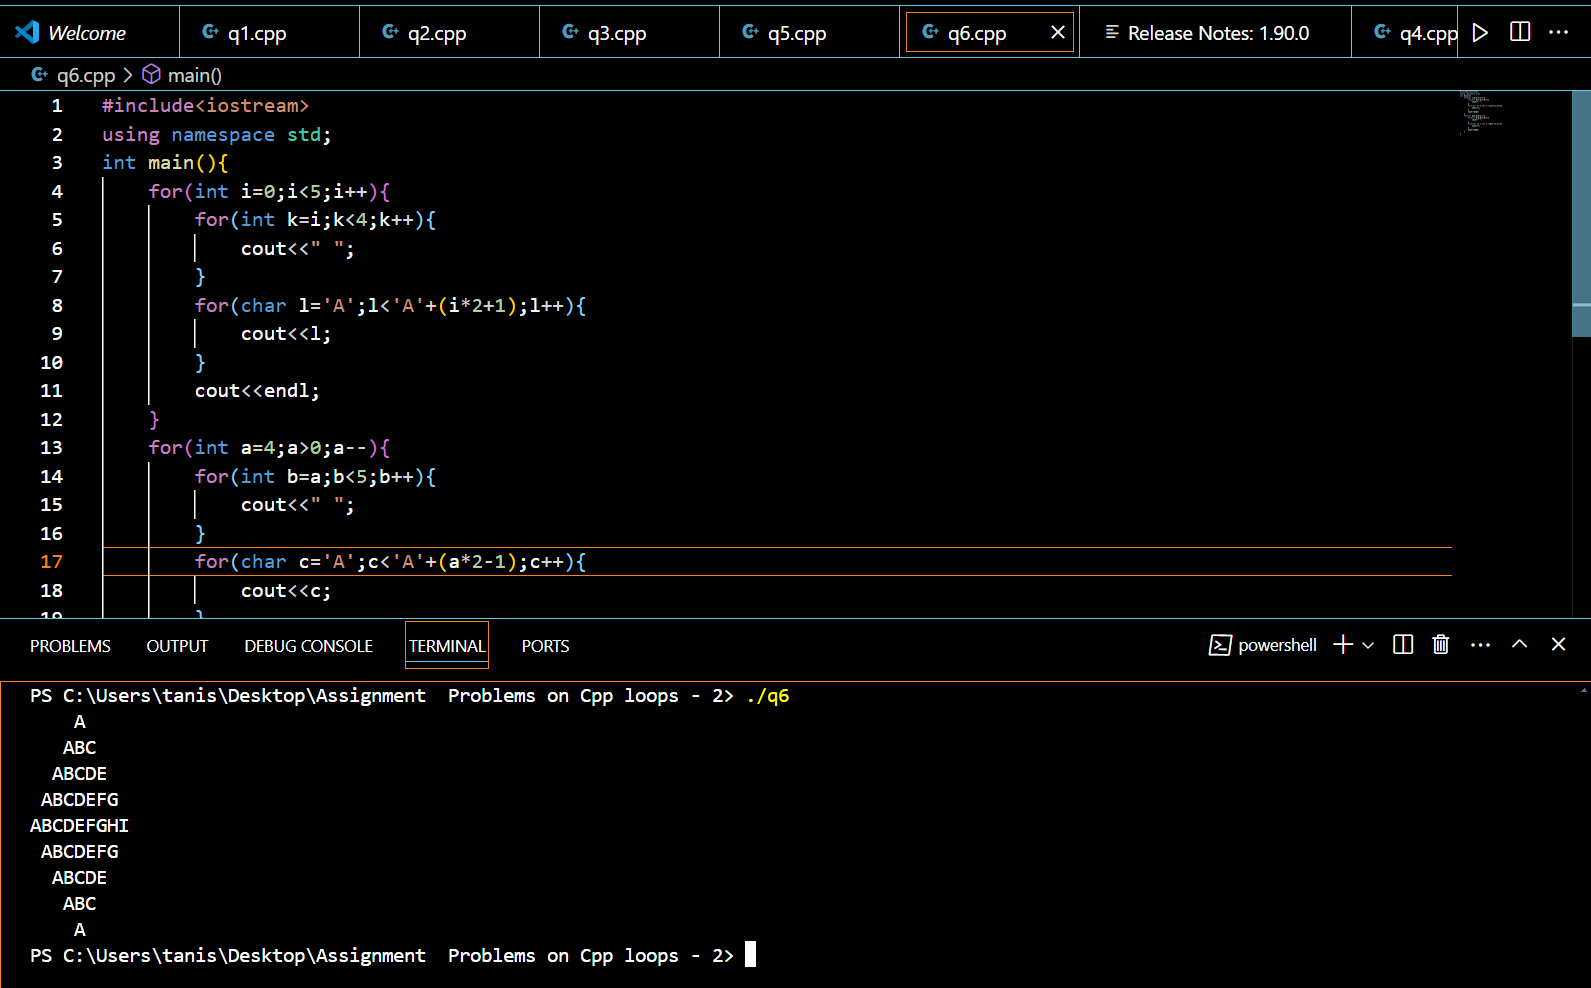 Welcome q1.cpp q2.cpp q3.cpp q5.cpp q6.cpp Release Notes: 1.90.0 q4.cpp
q6.cpp > main()
1 #include<iostream>
2 using namespace std;
3 int main(){
4     for(int i=0;i<5;i++){
5         for(int k=i;k<4;k++){
6             cout<<" ";
7         }
8         for(char l='A';l<'A'+(i*2+1);l++){
9             cout<<l;
10         }
11         cout<<endl;
12     }
13     for(int a=4;a>0;a--){
14         for(int b=a;b<5;b++){
15             cout<<" ";
16         }
17         for(char c='A';c<'A'+(a*2-1);c++){
18             cout<<c;
19         }
PROBLEMS OUTPUT DEBUG CONSOLE TERMINAL PORTS powershell
PS C:\Users\tanis\Desktop\Assignment  Problems on Cpp loops - 2> ./q6
    A
   ABC
  ABCDE
 ABCDEFG
ABCDEFGHI
 ABCDEFG
  ABCDE
   ABC
    A
PS C:\Users\tanis\Desktop\Assignment  Problems on Cpp loops - 2>